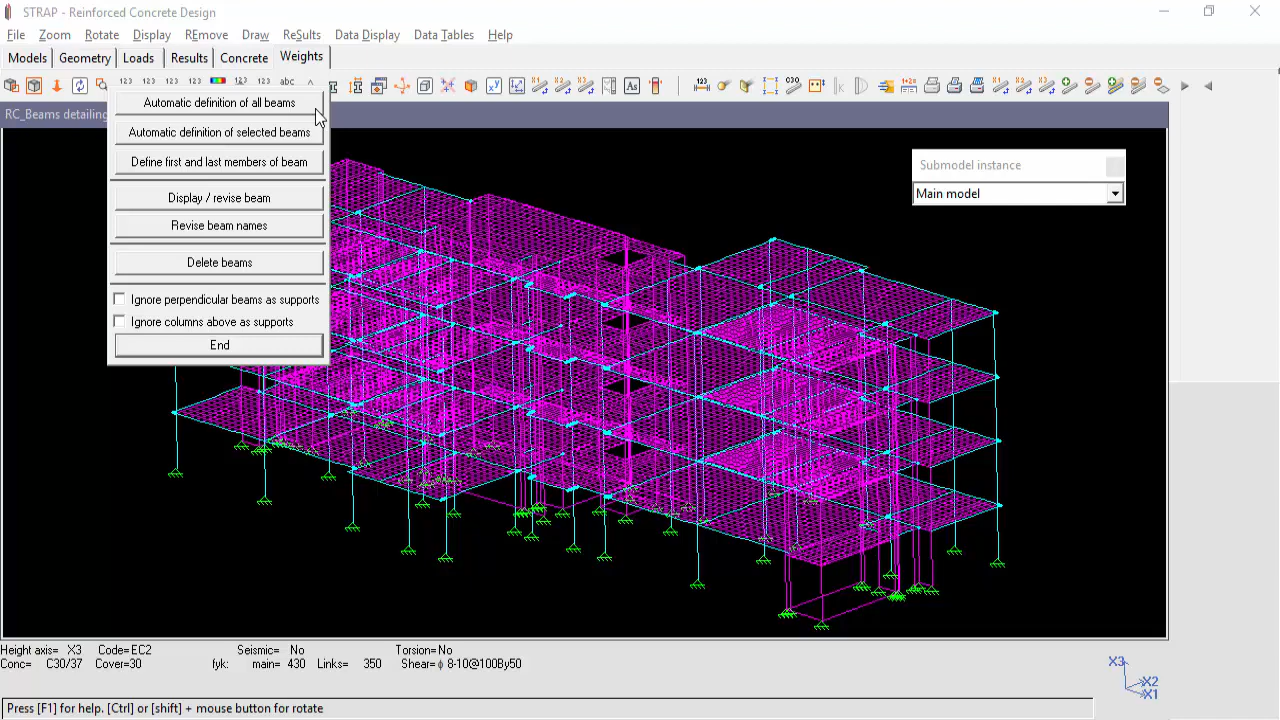 STRAP - Reinforced Concrete Design
File Zoom Rotate Display REmove Draw ReSults Data Display Data Tables Help
Models Geometry Loads Results Concrete Weights
RC_Beams detailing
Automatic definition of all beams
Automatic definition of selected beams
Define first and last members of beam
Display / revise beam
Revise beam names
Delete beams
Ignore perpendicular beams as supports
Ignore columns above as supports
End
Submodel instance
Main model
Height axis= X3 Code=EC2 Seismic= No Torsion=No
Conc= C30/37 Cover=30 fyk: main= 430 Links= 350 Shear=ϕ 8-10@100By50
X3
X2
X1
Press [F1] for help. [Ctrl] or [shift] + mouse button for rotate